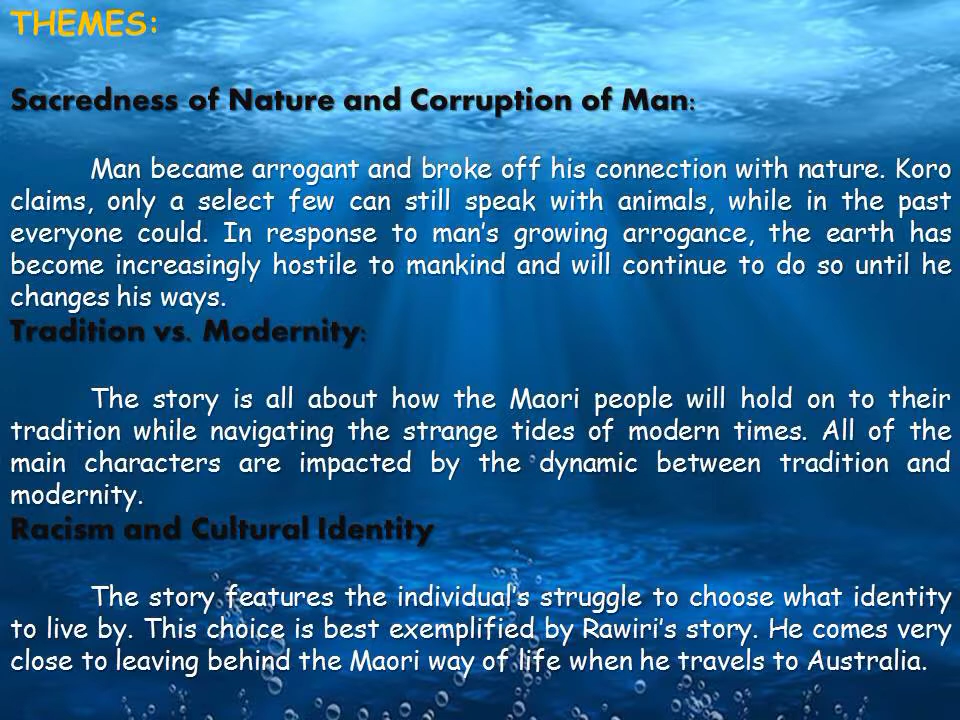 THEMES:
Sacredness of Nature and Corruption of Man:
Man became arrogant and broke off his connection with nature. Koro
claims, only a select few can still speak with animals, while in the past
everyone could. In response to man's growing arrogance, the earth has
become increasingly hostile to mankind and will continue to do so until he
changes his ways.
Tradition vs. Modernity:
The story is all about how the Maori people will hold on to their
tradition while navigating the strange tides of modern times. All of the
main characters are impacted by the dynamic between tradition and
modernity.
Racism and Cultural Identity
The story features the individual's struggle to choose what identity
to live by. This choice is best exemplified by Rawiri's story. He comes very
close to leaving behind the Maori way of life when he travels to Australia.